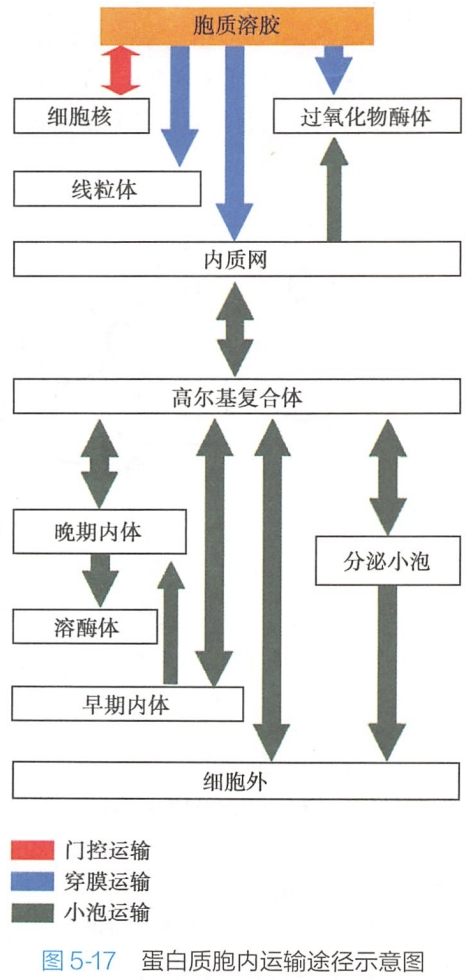 胞质溶胶
细胞核
过氧化物酶体
线粒体
内质网
高尔基复合体
晚期内体
分泌小泡
溶酶体
早期内体
细胞外
门控运输
穿膜运输
小泡运输
图 5-17 蛋白质胞内运输途径示意图